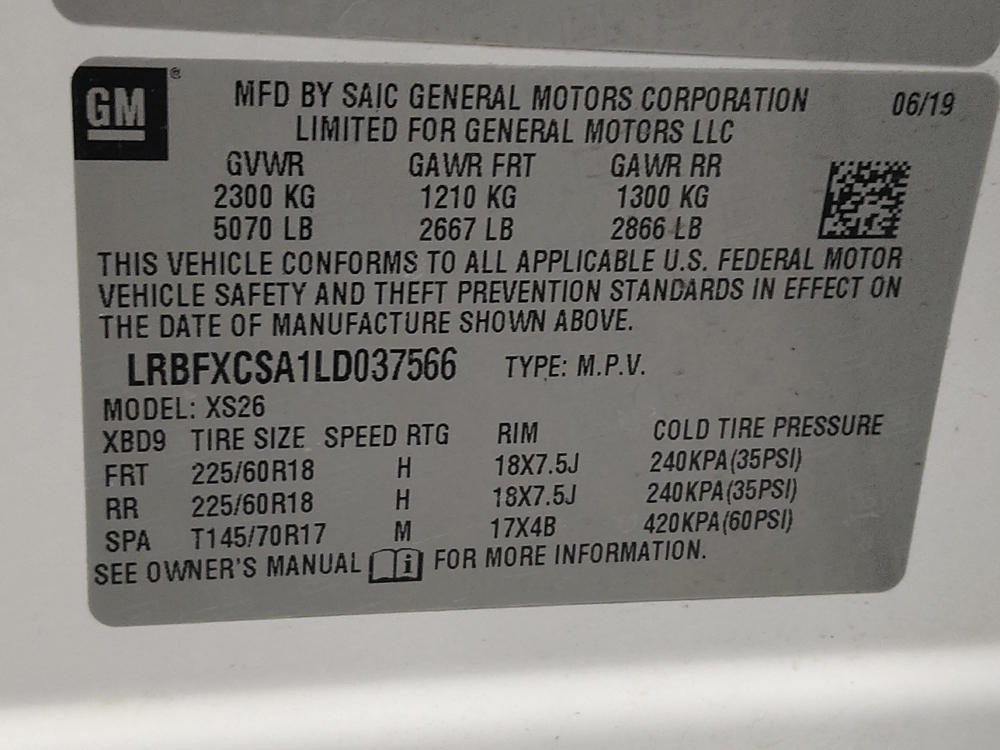 GM ®
MFD BY SAIC GENERAL MOTORS CORPORATION 06/19
LIMITED FOR GENERAL MOTORS LLC
GVWR GAWR FRT GAWR RR
2300 KG 1210 KG 1300 KG
5070 LB 2667 LB 2866 LB
THIS VEHICLE CONFORMS TO ALL APPLICABLE U.S. FEDERAL MOTOR
VEHICLE SAFETY AND THEFT PREVENTION STANDARDS IN EFFECT ON
THE DATE OF MANUFACTURE SHOWN ABOVE.
LRBFXCSA1LD037566 TYPE: M.P.V.
MODEL: XS26
XBD9 TIRE SIZE SPEED RTG RIM COLD TIRE PRESSURE
FRT 225/60R18 H 18X7.5J 240KPA(35PSI)
RR 225/60R18 H 18X7.5J 240KPA(35PSI)
SPA T145/70R17 M 17X4B 420KPA(60PSI)
SEE OWNER'S MANUAL i FOR MORE INFORMATION.